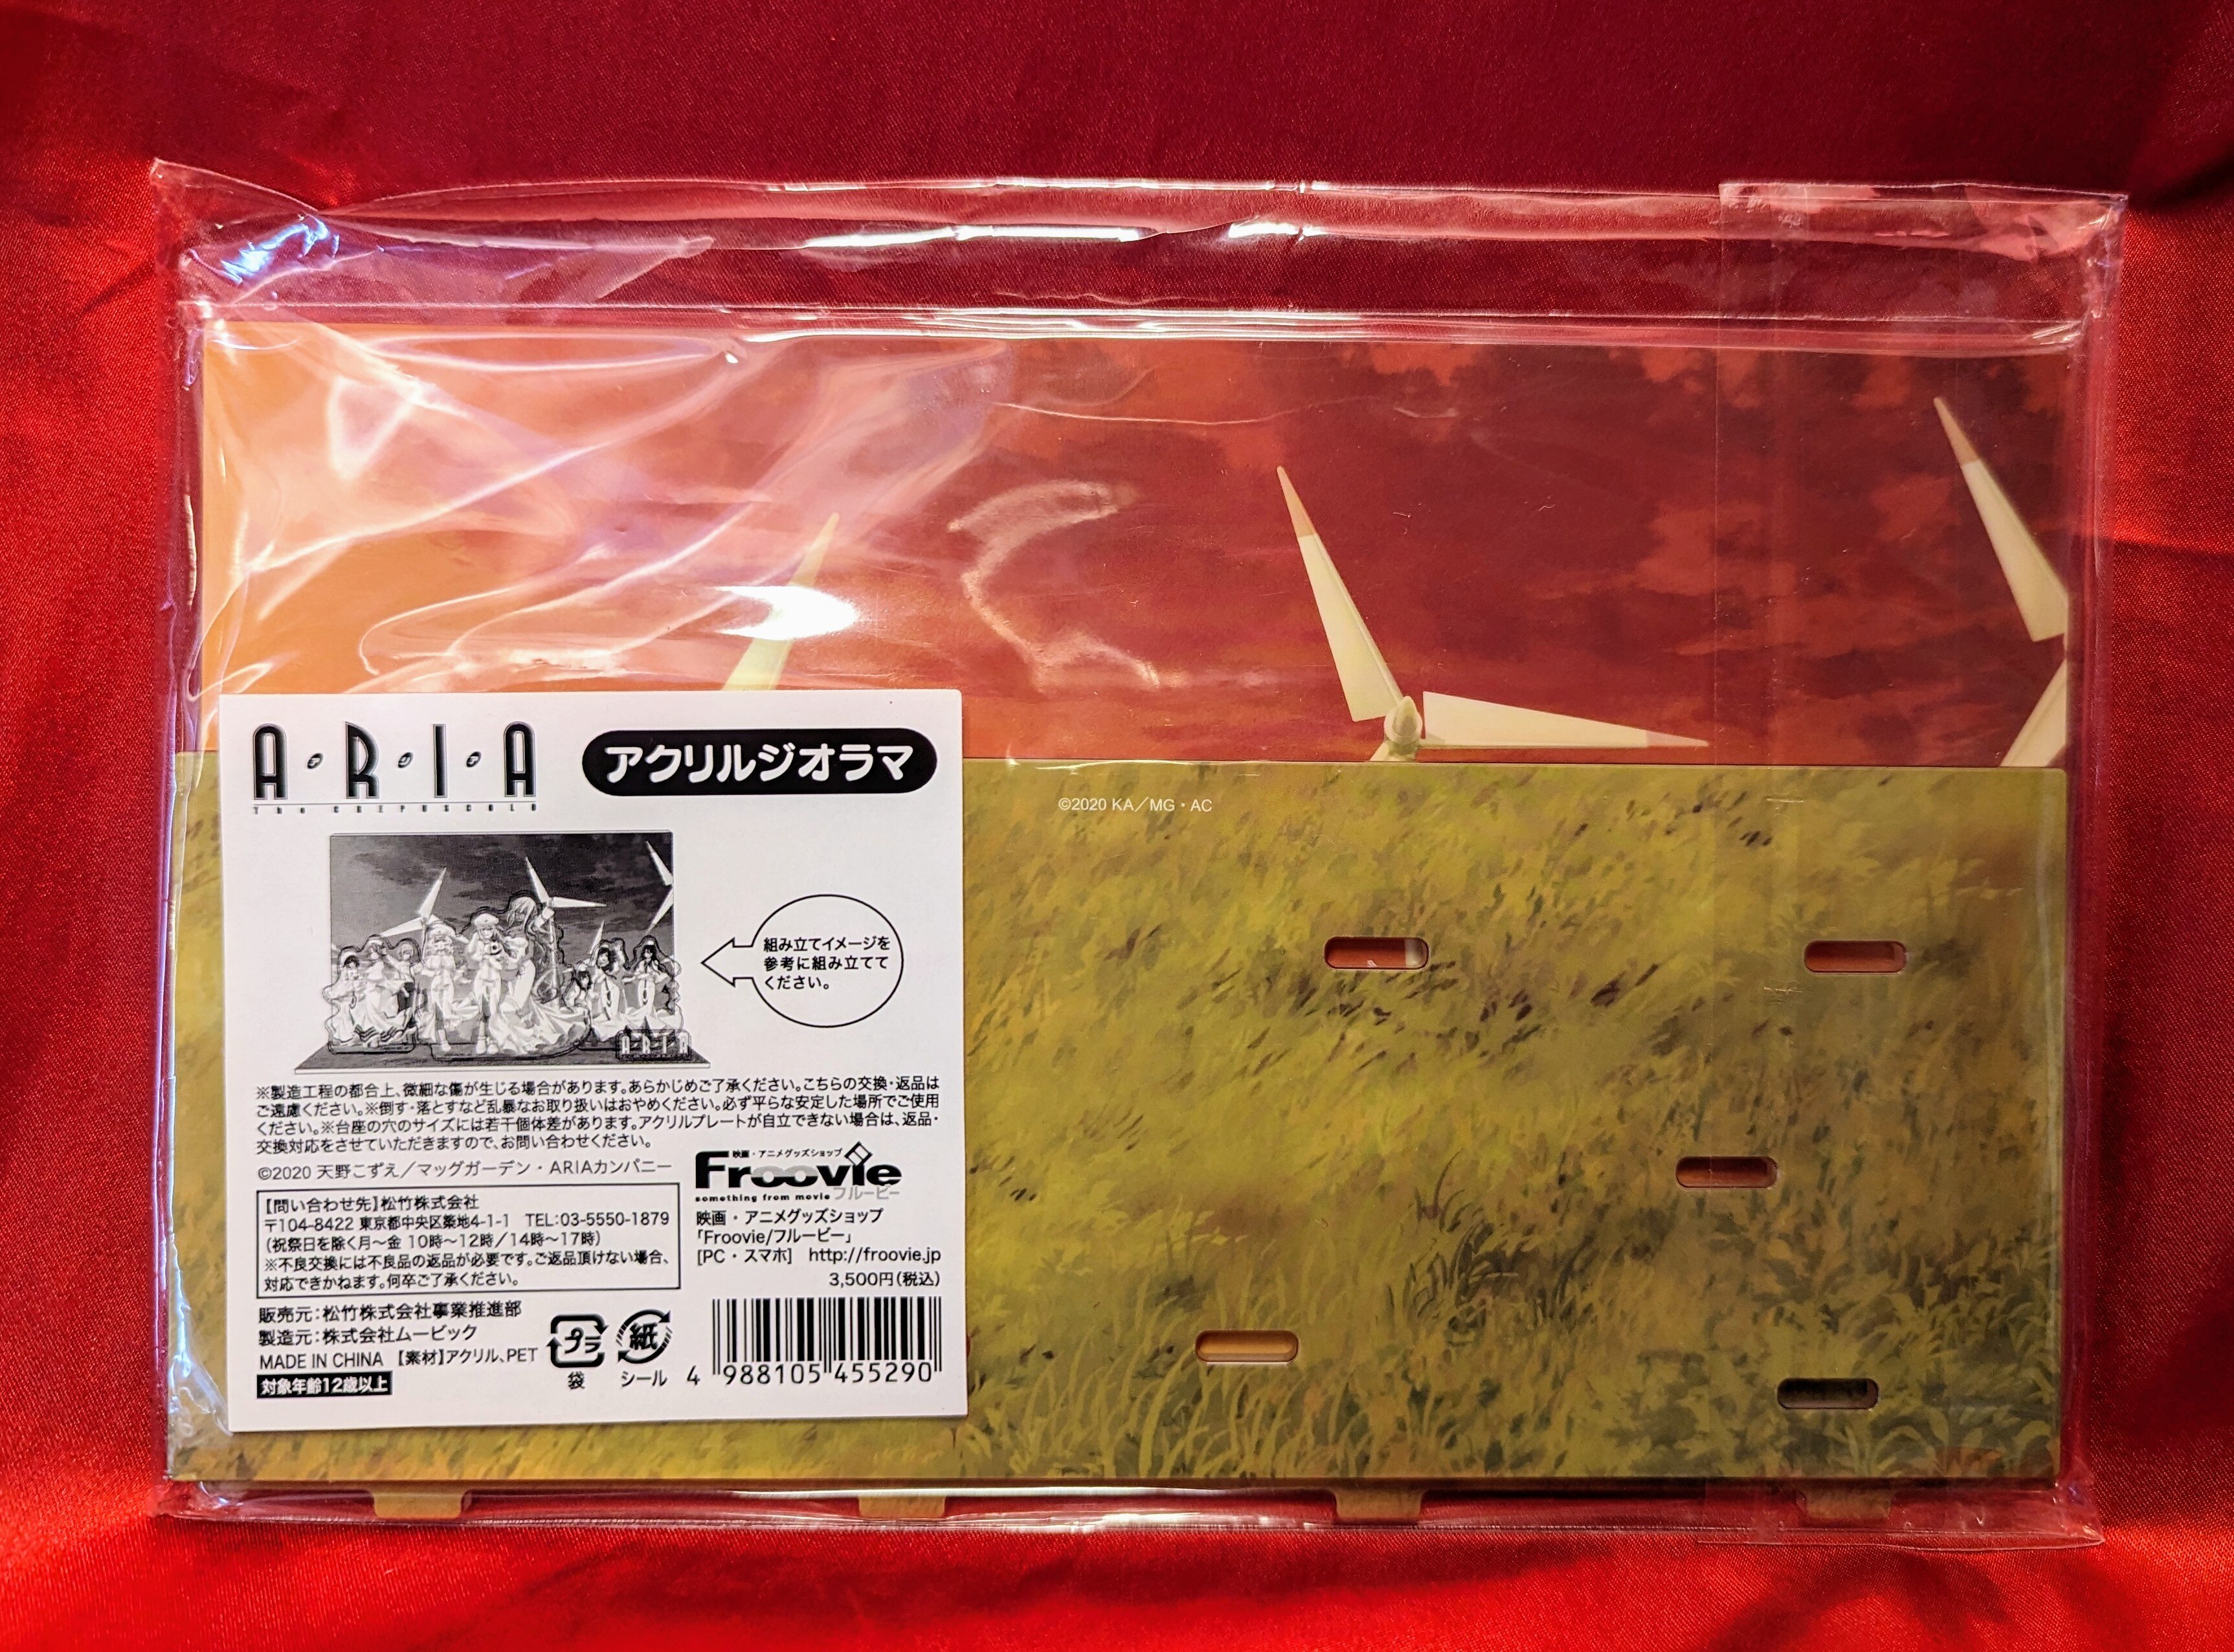 A・R・I・A
The CREPUSCOLO
アクリルジオラマ
©2020 KA／MG・AC
組み立てイメージを
参考に組み立てて
ください。
ARIA
※製造工程の都合上、微細な傷が生じる場合があります。あらかじめご了承ください。こちらの交換・返品は
ご遠慮ください。※倒す・落とすなど乱暴なお取り扱いはおやめください。必ず平らな安定した場所でご使用
ください。※台座の穴のサイズには若干個体差があります。アクリルプレートが自立できない場合は、返品・
交換対応をさせていただきますので、お問い合わせください。
©2020 天野こずえ／マッグガーデン・ARIAカンパニー
【問い合わせ先】松竹株式会社
〒104-8422 東京都中央区築地4-1-1 TEL:03-5550-1879
（祝祭日を除く月～金 10時～12時／14時～17時）
※不良交換には不良品の返品が必要です。ご返品頂けない場合、
対応できかねます。何卒ご了承ください。
映画・アニメグッズショップ
Froovie
something from movie フルービー
映画・アニメグッズショップ
「Froovie/フルービー」
[PC・スマホ] http://froovie.jp
3,500円（税込）
販売元：松竹株式会社事業推進部
製造元：株式会社ムービック
MADE IN CHINA 【素材】アクリル、PET
対象年齢12歳以上
プラ
袋
紙
シール
4 988105 455290